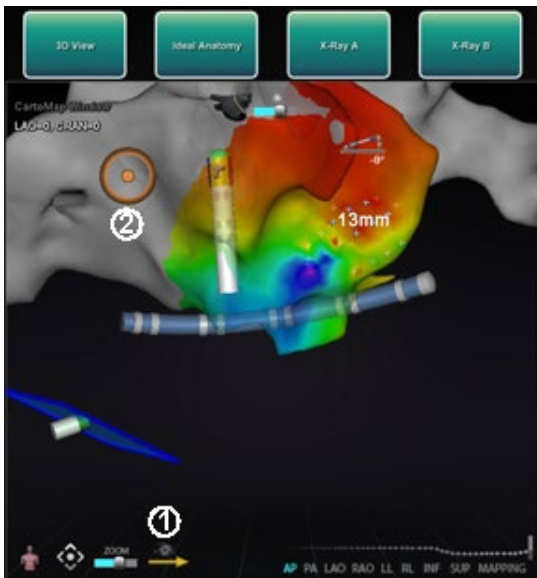 3D View
Ideal Anatomy
X-Ray A
X-Ray B
CartoMap Window
LAO=0, CRAN=0
-0°
13mm
②
①
ZOOM
AP PA LAO RAO LL RL INF SUP MAPPING